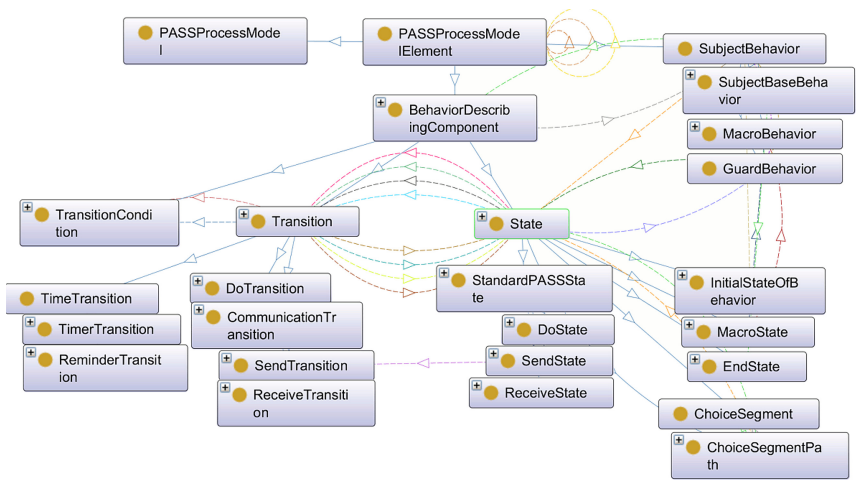 PASSProcessMode
l
PASSProcessMode
lElement
SubjectBehavior
SubjectBaseBeha
vior
BehaviorDescrib
ingComponent
MacroBehavior
GuardBehavior
TransitionCondi
tion
Transition
State
StandardPASSSta
te
InitialStateOfB
ehavior
TimeTransition
DoTransition
TimerTransition
CommunicationTr
ansition
DoState
MacroState
ReminderTransit
ion
SendTransition
SendState
EndState
ReceiveTransiti
on
ReceiveState
ChoiceSegment
ChoiceSegmentPa
th